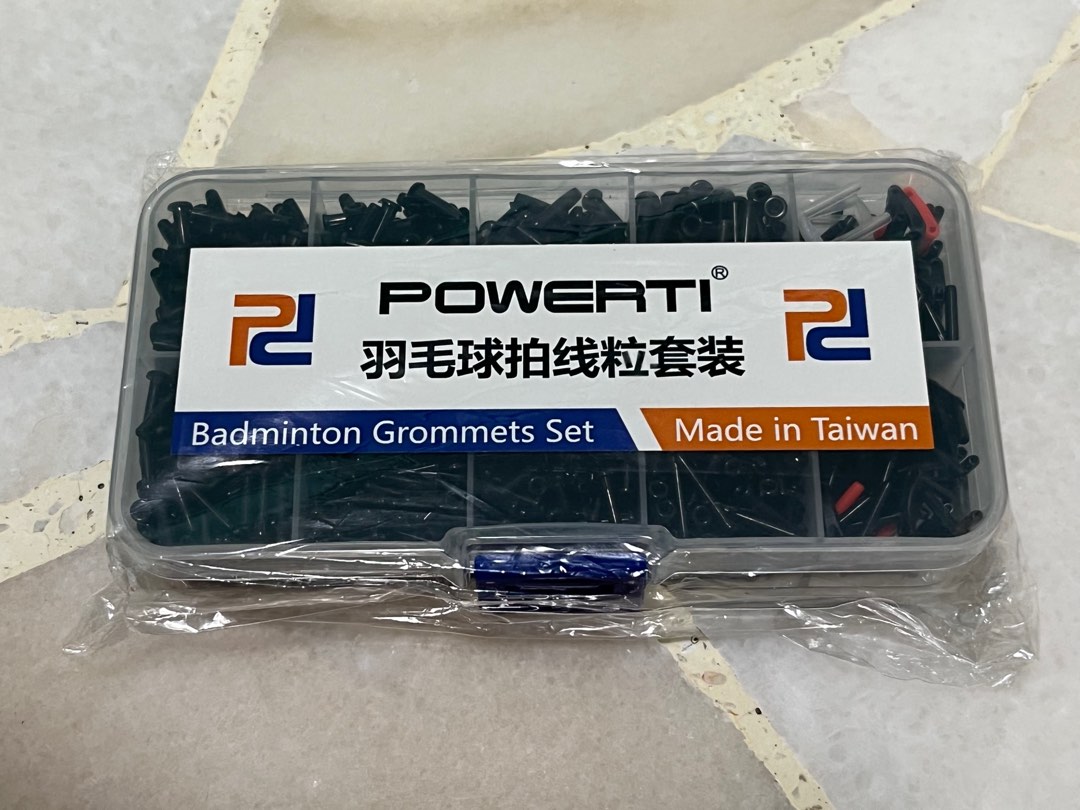 POWERTI®
羽毛球拍线粒套装
Badminton Grommets Set
Made in Taiwan